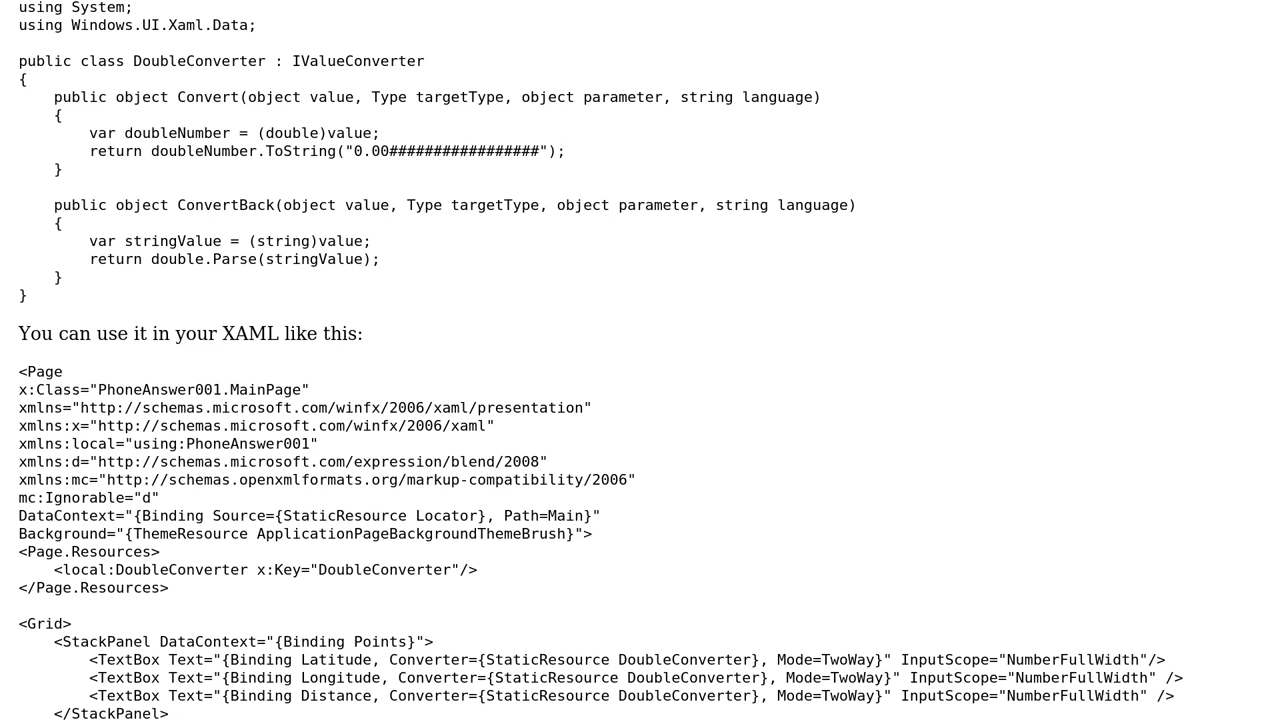 using System;
using Windows.UI.Xaml.Data;

public class DoubleConverter : IValueConverter
{
    public object Convert(object value, Type targetType, object parameter, string language)
    {
        var doubleNumber = (double)value;
        return doubleNumber.ToString("0.00#################");
    }

    public object ConvertBack(object value, Type targetType, object parameter, string language)
    {
        var stringValue = (string)value;
        return double.Parse(stringValue);
    }
}

You can use it in your XAML like this:

<Page
x:Class="PhoneAnswer001.MainPage"
xmlns="http://schemas.microsoft.com/winfx/2006/xaml/presentation"
xmlns:x="http://schemas.microsoft.com/winfx/2006/xaml"
xmlns:local="using:PhoneAnswer001"
xmlns:d="http://schemas.microsoft.com/expression/blend/2008"
xmlns:mc="http://schemas.openxmlformats.org/markup-compatibility/2006"
mc:Ignorable="d"
DataContext="{Binding Source={StaticResource Locator}, Path=Main}"
Background="{ThemeResource ApplicationPageBackgroundThemeBrush}">
<Page.Resources>
    <local:DoubleConverter x:Key="DoubleConverter"/>
</Page.Resources>

<Grid>
    <StackPanel DataContext="{Binding Points}">
        <TextBox Text="{Binding Latitude, Converter={StaticResource DoubleConverter}, Mode=TwoWay}" InputScope="NumberFullWidth"/>
        <TextBox Text="{Binding Longitude, Converter={StaticResource DoubleConverter}, Mode=TwoWay}" InputScope="NumberFullWidth" />
        <TextBox Text="{Binding Distance, Converter={StaticResource DoubleConverter}, Mode=TwoWay}" InputScope="NumberFullWidth" />
    </StackPanel>